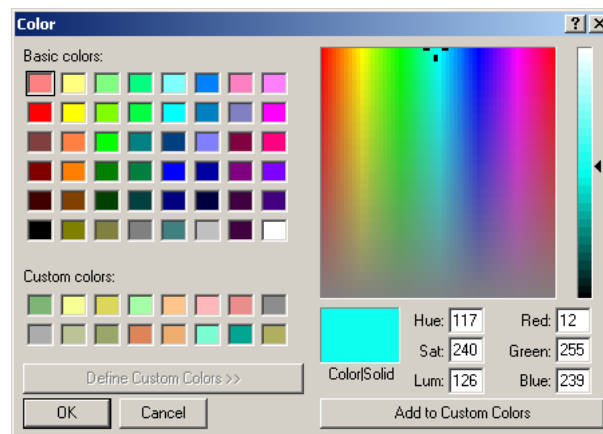 Color
Basic colors:
Custom colors:
Define Custom Colors >>
OK Cancel
Color|Solid
Hue: 117 Red: 12
Sat: 240 Green: 255
Lum: 126 Blue: 239
Add to Custom Colors